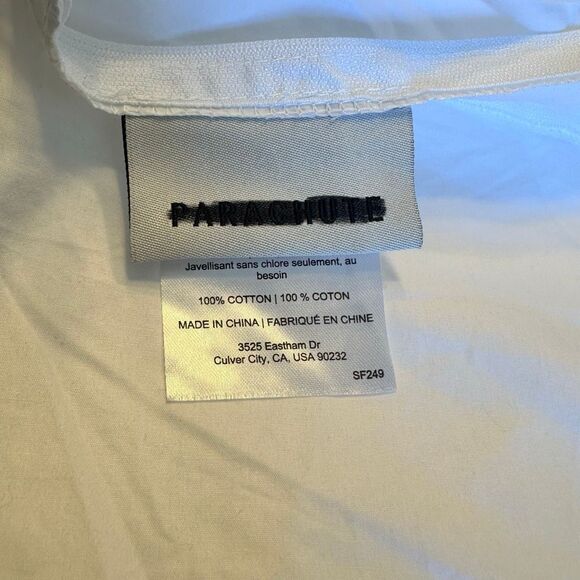 PARACHUTE
Javellisant sans chlore seulement, au
besoin
100% COTTON | 100 % COTON
MADE IN CHINA | FABRIQUÉ EN CHINE
3525 Eastham Dr
Culver City, CA, USA 90232
SF249